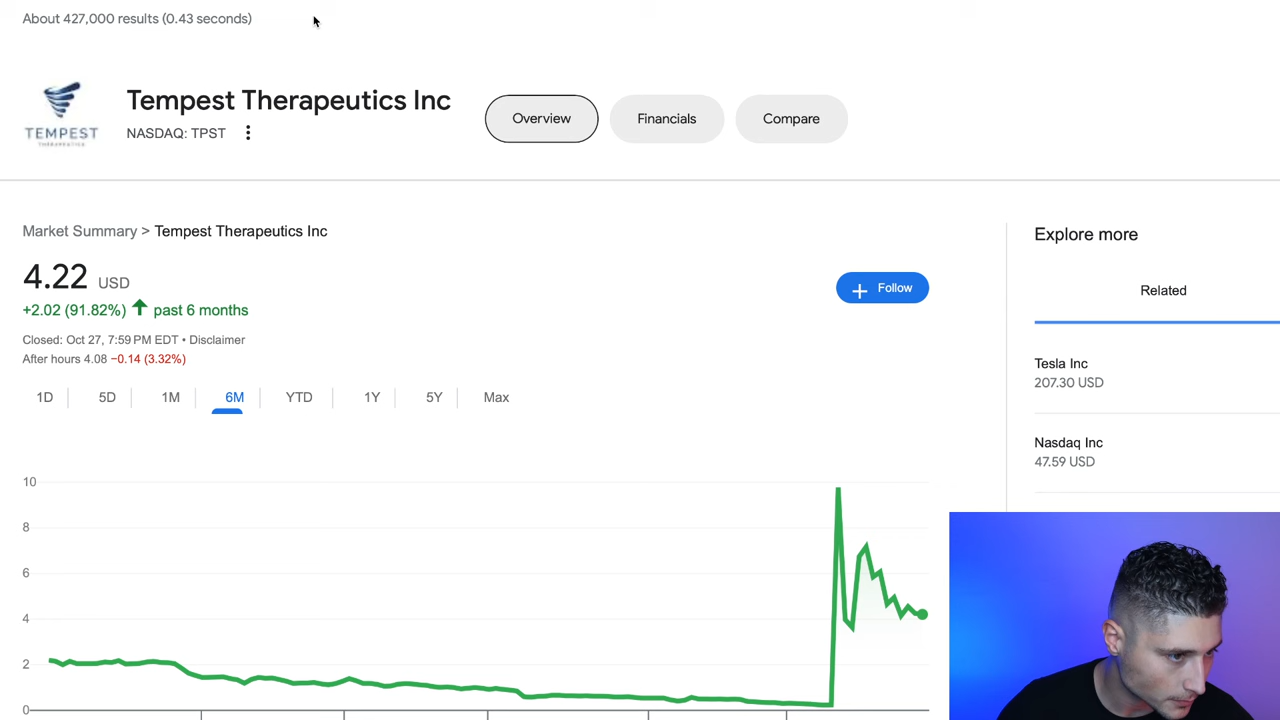 About 427,000 results (0.43 seconds)
TEMPEST
THERAPEUTICS
Tempest Therapeutics Inc
NASDAQ: TPST
Overview
Financials
Compare
Market Summary > Tempest Therapeutics Inc
4.22 USD
+2.02 (91.82%) past 6 months
Closed: Oct 27, 7:59 PM EDT • Disclaimer
After hours 4.08 −0.14 (3.32%)
+ Follow
1D 5D 1M 6M YTD 1Y 5Y Max
10
8
6
4
2
0
Explore more
Related
Tesla Inc
207.30 USD
Nasdaq Inc
47.59 USD